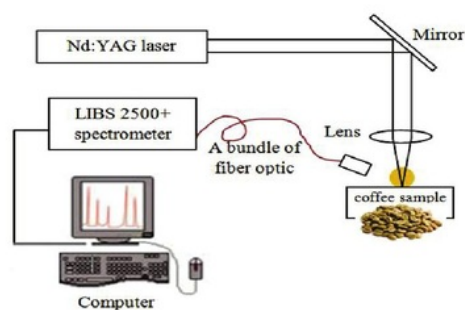 Nd:YAG laser
Mirror
LIBS 2500+
spectrometer
A bundle of
fiber optic
Lens
coffee sample
Computer